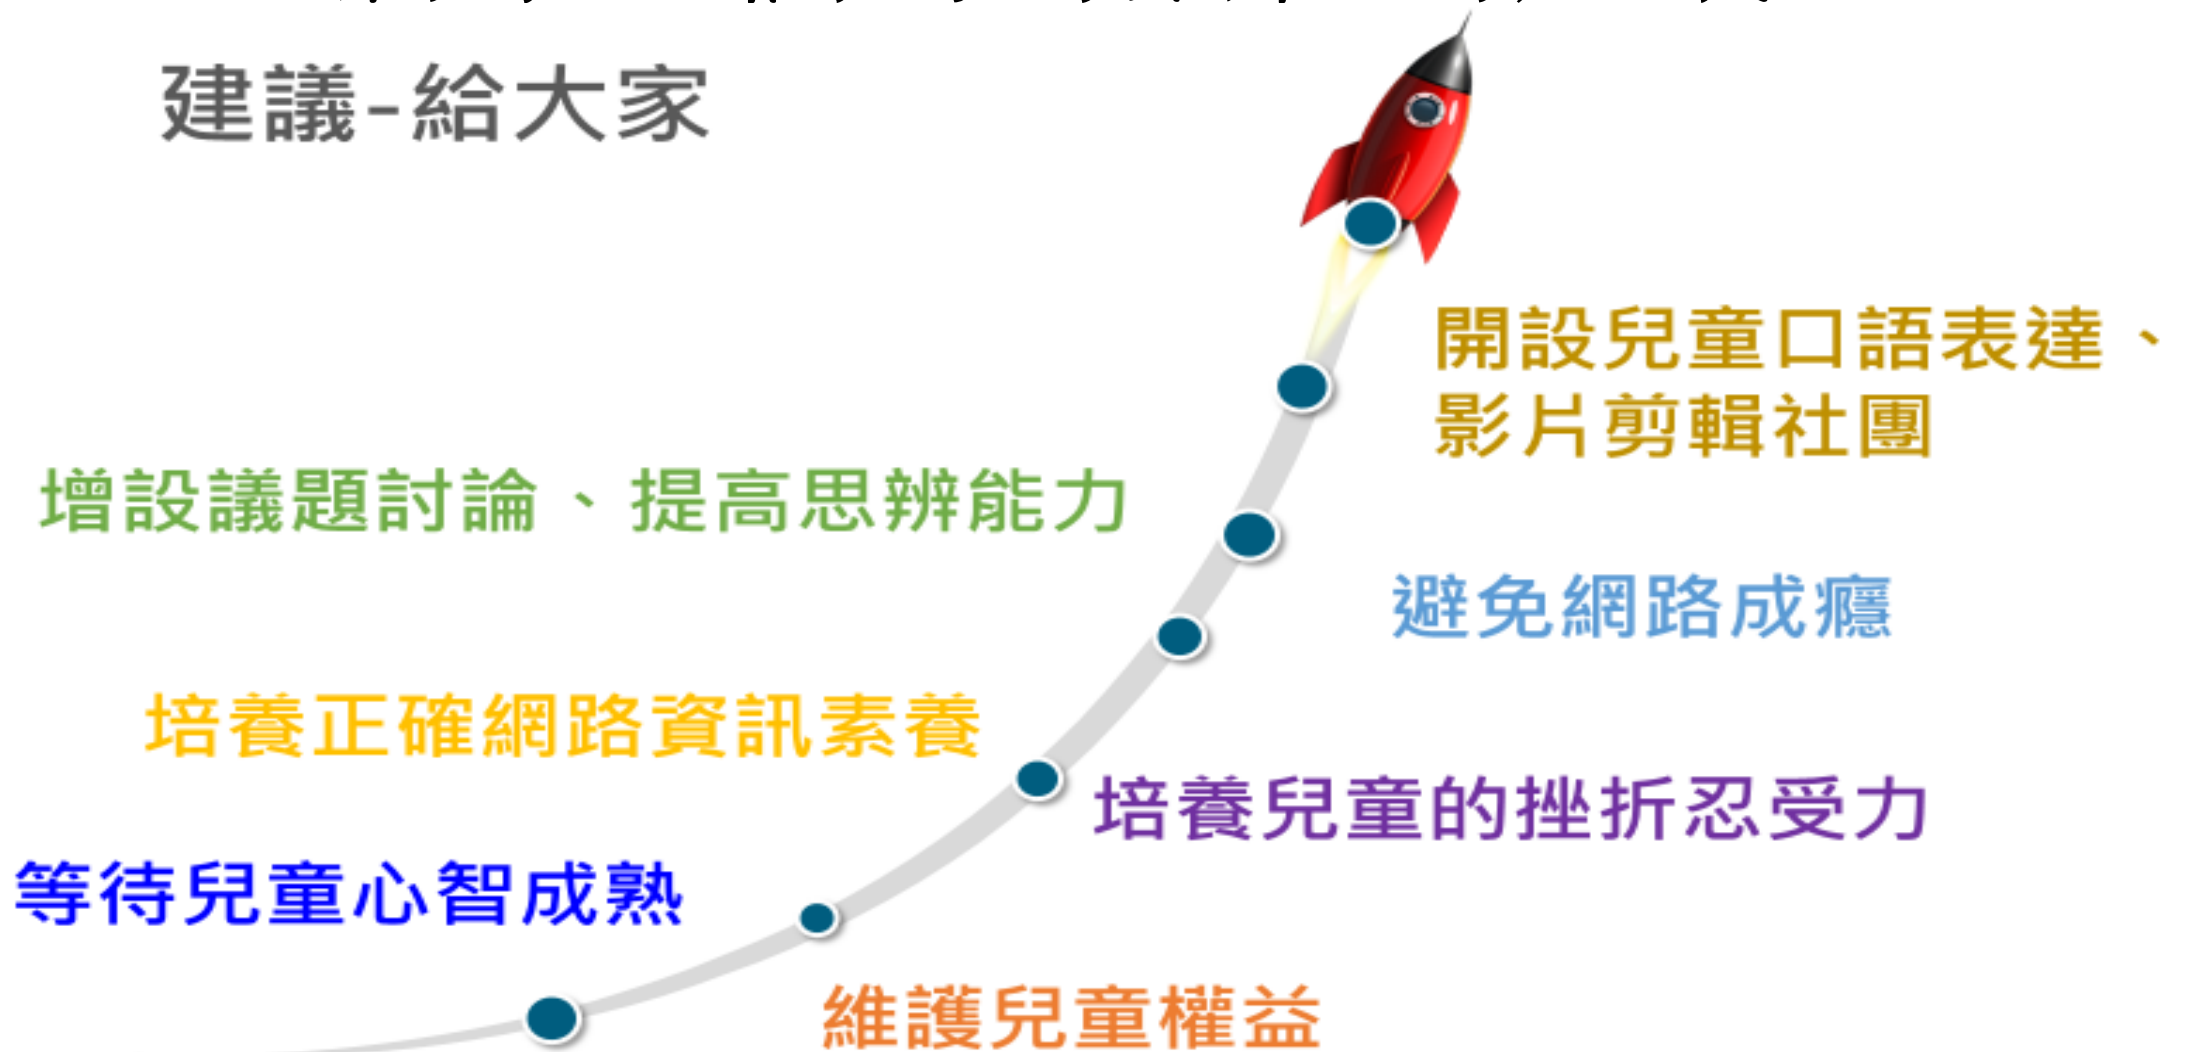 建議-給大家
開設兒童口語表達、
影片剪輯社團
增設議題討論、提高思辨能力
避免網路成癮
培養正確網路資訊素養
培養兒童的挫折忍受力
等待兒童心智成熟
維護兒童權益